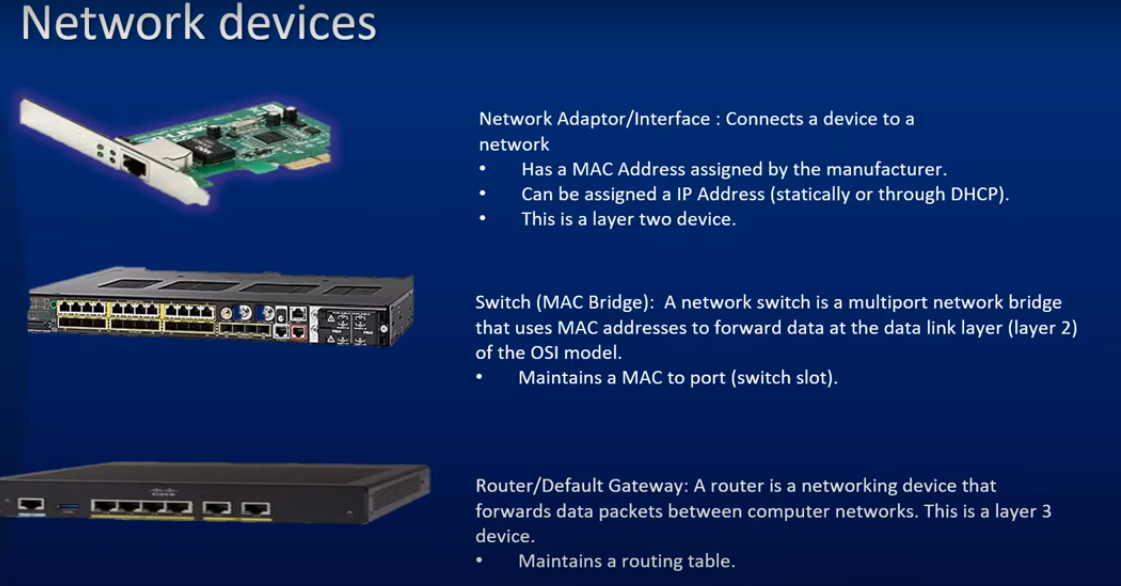 Network devices
Network Adaptor/Interface : Connects a device to a
network
• Has a MAC Address assigned by the manufacturer.
• Can be assigned a IP Address (statically or through DHCP).
• This is a layer two device.
Switch (MAC Bridge): A network switch is a multiport network bridge
that uses MAC addresses to forward data at the data link layer (layer 2)
of the OSI model.
• Maintains a MAC to port (switch slot).
Router/Default Gateway: A router is a networking device that
forwards data packets between computer networks. This is a layer 3
device.
• Maintains a routing table.